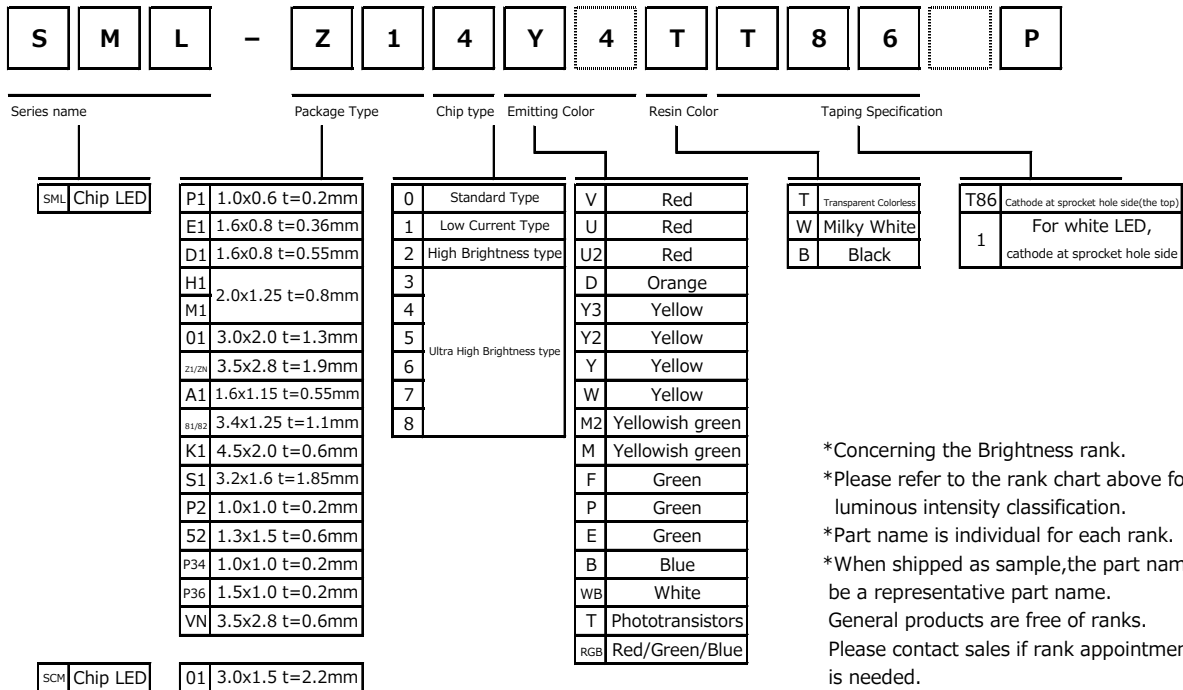 S M L – Z 1 4 Y 4 T T 8 6 P
Series name Package Type Chip type Emitting Color Resin Color Taping Specification
SML Chip LED
P1 1.0x0.6 t=0.2mm
E1 1.6x0.8 t=0.36mm
D1 1.6x0.8 t=0.55mm
H1
M1 2.0x1.25 t=0.8mm
01 3.0x2.0 t=1.3mm
Z1/ZN 3.5x2.8 t=1.9mm
A1 1.6x1.15 t=0.55mm
81/82 3.4x1.25 t=1.1mm
K1 4.5x2.0 t=0.6mm
S1 3.2x1.6 t=1.85mm
P2 1.0x1.0 t=0.2mm
52 1.3x1.5 t=0.6mm
P34 1.0x1.0 t=0.2mm
P36 1.5x1.0 t=0.2mm
VN 3.5x2.8 t=0.6mm
0 Standard Type
1 Low Current Type
2 High Brightness type
3
4
5
Ultra High Brightness type
6
7
8
V Red
U Red
U2 Red
D Orange
Y3 Yellow
Y2 Yellow
Y Yellow
W Yellow
M2 Yellowish green
M Yellowish green
F Green
P Green
E Green
B Blue
WB White
T Phototransistors
RGB Red/Green/Blue
T Transparent Colorless
W Milky White
B Black
T86 Cathode at sprocket hole side(the top)
1 For white LED,
cathode at sprocket hole side
*Concerning the Brightness rank.
*Please refer to the rank chart above fo
luminous intensity classification.
*Part name is individual for each rank.
*When shipped as sample,the part nam
be a representative part name.
General products are free of ranks.
Please contact sales if rank appointmen
is needed.
SCM Chip LED 01 3.0x1.5 t=2.2mm